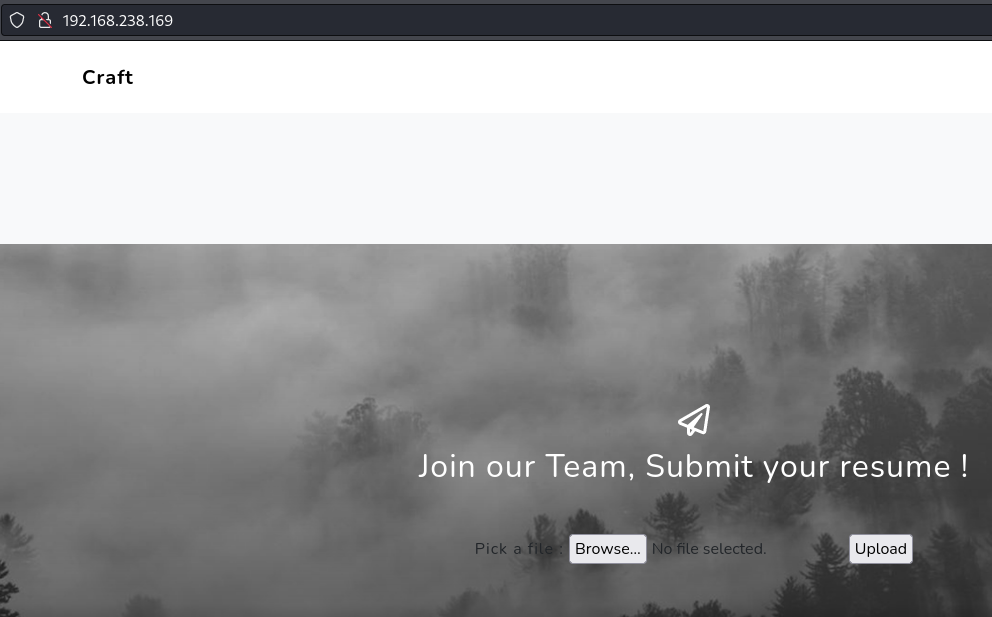 192.168.238.169
Craft
Join our Team, Submit your resume !
Pick a file : Browse... No file selected. Upload